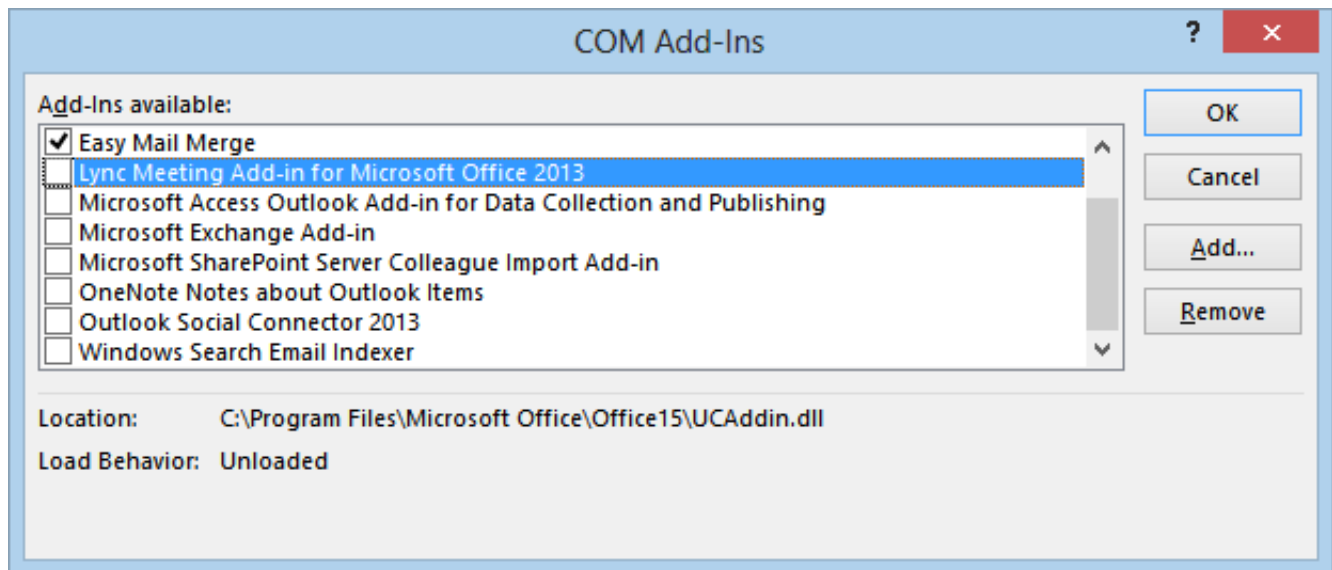 COM Add-Ins
?
Add-Ins available:
OK
Easy Mail Merge
Lync Meeting Add-in for Microsoft Office 2013
Cancel
Microsoft Access Outlook Add-in for Data Collection and Publishing
Microsoft Exchange Add-in
Add...
Microsoft SharePoint Server Colleague Import Add-in
OneNote Notes about Outlook Items
Remove
Outlook Social Connector 2013
Windows Search Email Indexer
Location: C:\Program Files\Microsoft Office\Office15\UCAddin.dll
Load Behavior: Unloaded